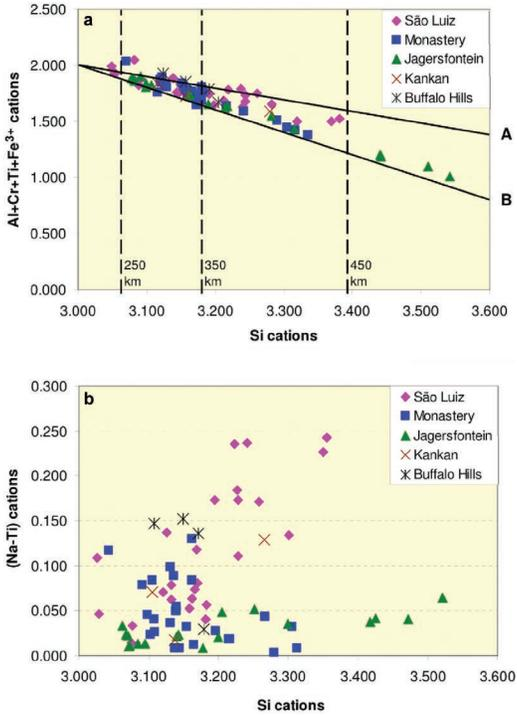 a
2.500
2.000
1.500
1.000
0.500
0.000
Al+Cr+Ti+Fe³⁺ cations
São Luiz
Monastery
Jagersfontein
Kankan
Buffalo Hills
A
B
250 km
350 km
450 km
3.000 3.100 3.200 3.300 3.400 3.500 3.600
Si cations
b
0.300
0.250
0.200
0.150
0.100
0.050
0.000
(Na-Ti) cations
São Luiz
Monastery
Jagersfontein
Kankan
Buffalo Hills
3.000 3.100 3.200 3.300 3.400 3.500 3.600
Si cations